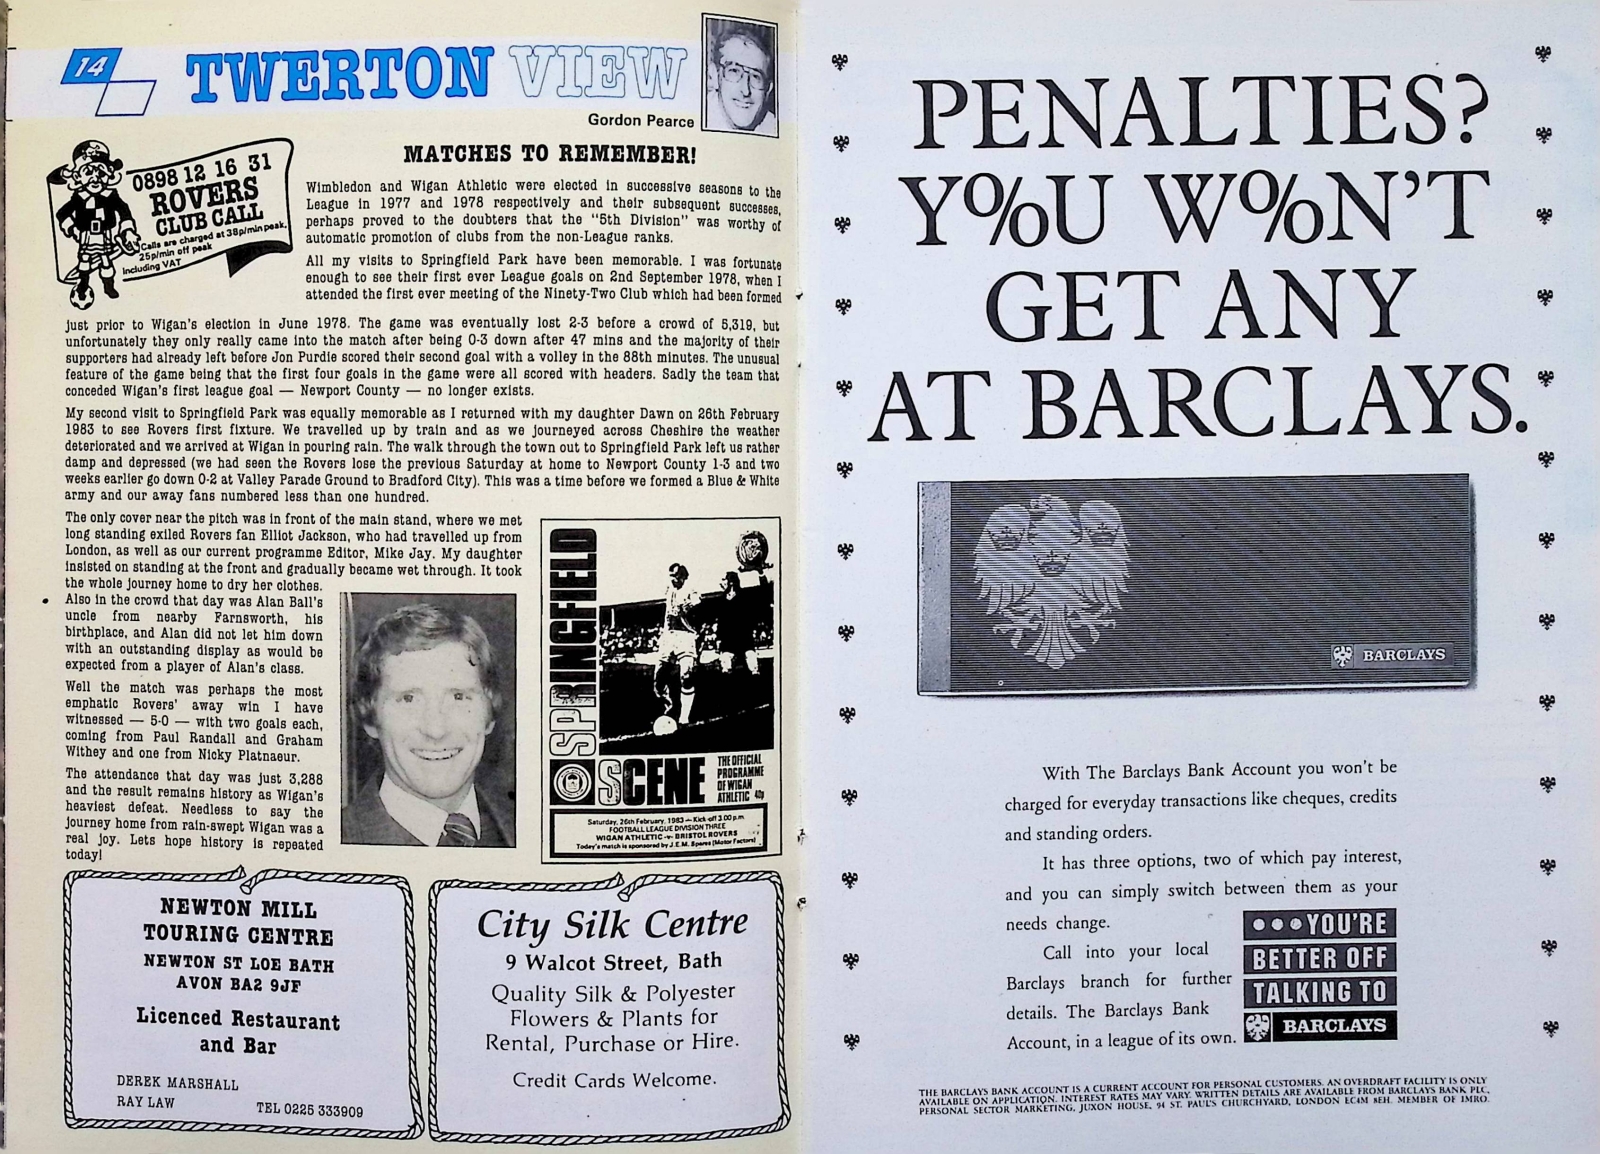 14
TWERTON VIEW
Gordon Pearce
0898 12 16 31
ROVERS
CLUB CALL
Calls are charged at 38p/min peak,
25p/min off peak
including VAT
MATCHES TO REMEMBER!
Wimbledon and Wigan Athletic were elected in successive seasons to the
League in 1977 and 1978 respectively and their subsequent successes,
perhaps proved to the doubters that the "5th Division" was worthy of
automatic promotion of clubs from the non-League ranks.
All my visits to Springfield Park have been memorable. I was fortunate
enough to see their first ever League goals on 2nd September 1978, when I
attended the first ever meeting of the Ninety-Two Club which had been formed
just prior to Wigan's election in June 1978. The game was eventually lost 2-3 before a crowd of 5,319, but
unfortunately they only really came into the match after being 0-3 down after 47 mins and the majority of their
supporters had already left before Jon Purdie scored their second goal with a volley in the 88th minutes. The unusual
feature of the game being that the first four goals in the game were all scored with headers. Sadly the team that
conceded Wigan's first league goal — Newport County — no longer exists.
My second visit to Springfield Park was equally memorable as I returned with my daughter Dawn on 26th February
1983 to see Rovers first fixture. We travelled up by train and as we journeyed across Cheshire the weather
deteriorated and we arrived at Wigan in pouring rain. The walk through the town out to Springfield Park left us rather
damp and depressed (we had seen the Rovers lose the previous Saturday at home to Newport County 1-3 and two
weeks earlier go down 0-2 at Valley Parade Ground to Bradford City). This was a time before we formed a Blue & White
army and our away fans numbered less than one hundred.
The only cover near the pitch was in front of the main stand, where we met
long standing exiled Rovers fan Elliot Jackson, who had travelled up from
London, as well as our current programme Editor, Mike Jay. My daughter
insisted on standing at the front and gradually became wet through. It took
the whole journey home to dry her clothes.
Also in the crowd that day was Alan Ball's
uncle from nearby Farnsworth, his
birthplace, and Alan did not let him down
with an outstanding display as would be
expected from a player of Alan's class.
Well the match was perhaps the most
emphatic Rovers' away win I have
witnessed — 5-0 — with two goals each,
coming from Paul Randall and Graham
Withey and one from Nicky Platnaeur.
The attendance that day was just 3,288
and the result remains history as Wigan's
heaviest defeat. Needless to say the
journey home from rain-swept Wigan was a
real joy. Lets hope history is repeated
today!
SPRINGFIELD
SCENE
THE OFFICIAL
PROGRAMME
OF WIGAN
ATHLETIC 40p
Saturday, 26th February, 1983 — Kick-off 3.00 p.m.
FOOTBALL LEAGUE DIVISION THREE
WIGAN ATHLETIC -v- BRISTOL ROVERS
Today's match is sponsored by J.E.M. Spares (Motor Factors)
NEWTON MILL
TOURING CENTRE
NEWTON ST LOE BATH
AVON BA2 9JF
Licenced Restaurant
and Bar
DEREK MARSHALL
RAY LAW
TEL 0225 333909
City Silk Centre
9 Walcot Street, Bath
Quality Silk & Polyester
Flowers & Plants for
Rental, Purchase or Hire.
Credit Cards Welcome.
PENALTIES?
Y%U W%N'T
GET ANY
AT BARCLAYS.
BARCLAYS
With The Barclays Bank Account you won't be
charged for everyday transactions like cheques, credits
and standing orders.
It has three options, two of which pay interest,
and you can simply switch between them as your
needs change.
Call into your local
Barclays branch for further
details. The Barclays Bank
Account, in a league of its own.
•••YOU'RE
BETTER OFF
TALKING TO
BARCLAYS
THE BARCLAYS BANK ACCOUNT IS A CURRENT ACCOUNT FOR PERSONAL CUSTOMERS. AN OVERDRAFT FACILITY IS ONLY
AVAILABLE ON APPLICATION. INTEREST RATES MAY VARY. WRITTEN DETAILS ARE AVAILABLE FROM BARCLAYS BANK PLC,
PERSONAL SECTOR MARKETING, JUXON HOUSE, 94 ST. PAUL'S CHURCHYARD, LONDON EC4M 8EH. MEMBER OF IMRO.